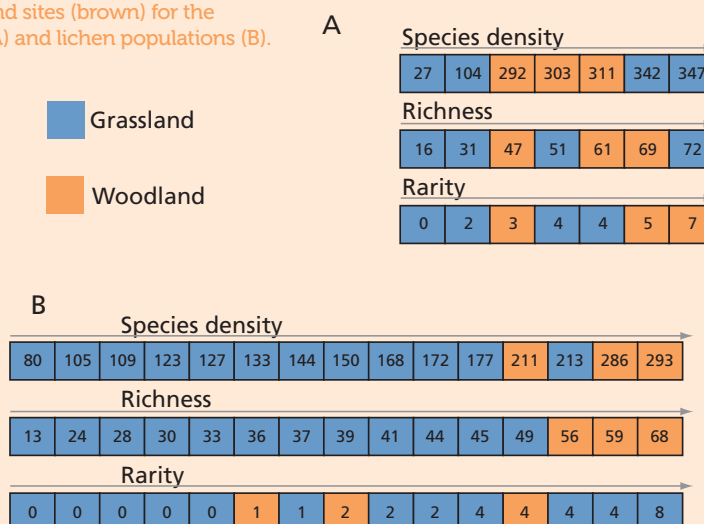 nd sites (brown) for the
) and lichen populations (B).
Grassland
Woodland
A
Species density
27 104 292 303 311 342 347
Richness
16 31 47 51 61 69 72
Rarity
0 2 3 4 4 5 7
B
Species density
80 105 109 123 127 133 144 150 168 172 177 211 213 286 293
Richness
13 24 28 30 33 36 37 39 41 44 45 49 56 59 68
Rarity
0 0 0 0 0 1 1 2 2 2 4 4 4 4 8